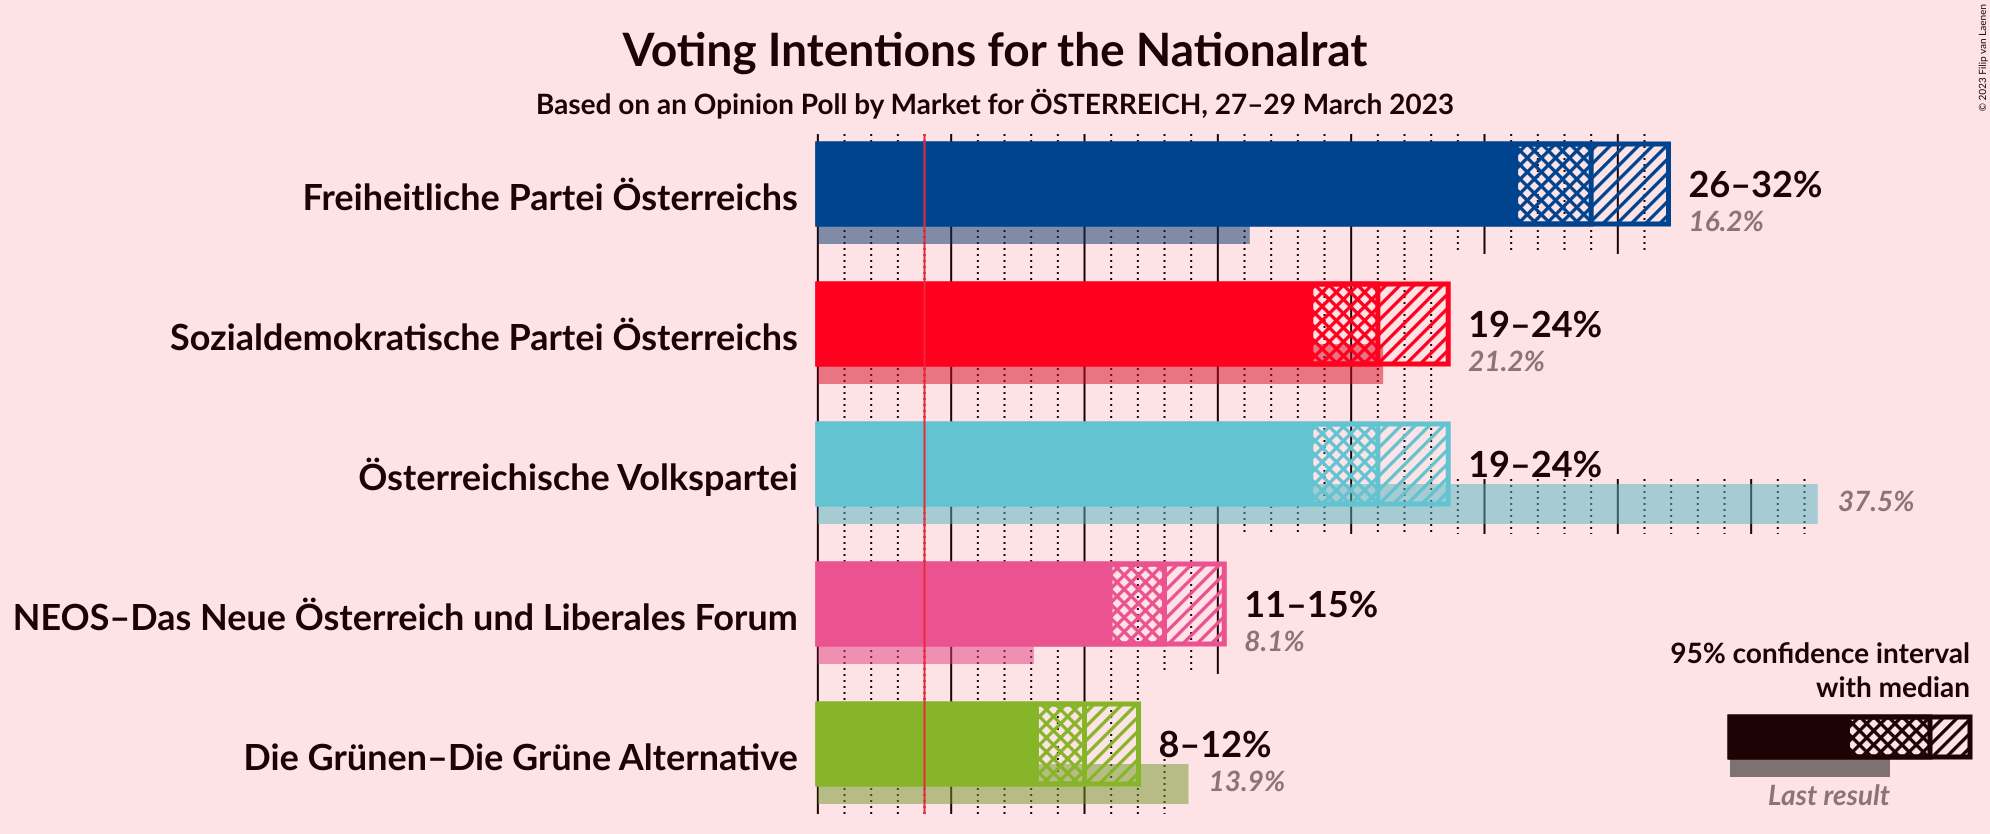 Voting Intentions for the Nationalrat
Based on an Opinion Poll by Market for ÖSTERREICH, 27–29 March 2023
© 2023 Filip van Laenen
Freiheitliche Partei Österreichs
26–32%
16.2%
Sozialdemokratische Partei Österreichs
19–24%
21.2%
Österreichische Volkspartei
19–24%
37.5%
NEOS–Das Neue Österreich und Liberales Forum
11–15%
8.1%
Die Grünen–Die Grüne Alternative
8–12%
13.9%
95% confidence interval
with median
Last result